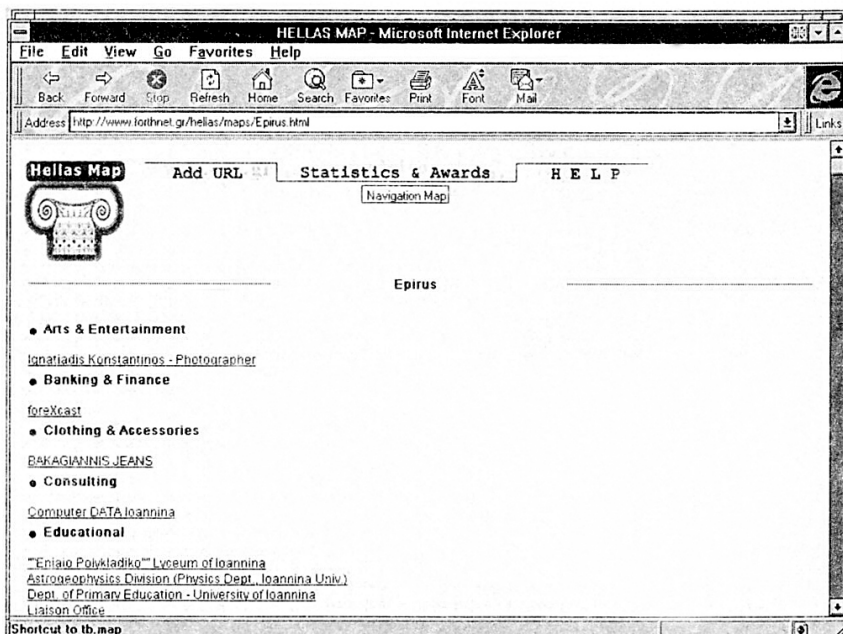 HELLAS MAP - Microsoft Internet Explorer
File Edit View Go Favorites Help
Back Forward Stop Refresh Home Search Favorites Print Font Mail
Address http://www.forthnet.gr/hellas/maps/Epirus.html Links
Hellas Map Add URL Statistics & Awards H E L P
Navigation Map
Epirus
• Arts & Entertainment
Ignatiadis Konstantinos - Photographer
• Banking & Finance
foreXcast
• Clothing & Accessories
BAKAGIANNIS JEANS
• Consulting
Computer DATA Ioannina
• Educational
""Eniaio Polykladiko"" Lyceum of Ioannina
Astrogeophysics Division (Physics Dept., Ioannina Univ.)
Dept. of Primary Education - University of Ioannina
Liaison Office
Shortcut to tb.map